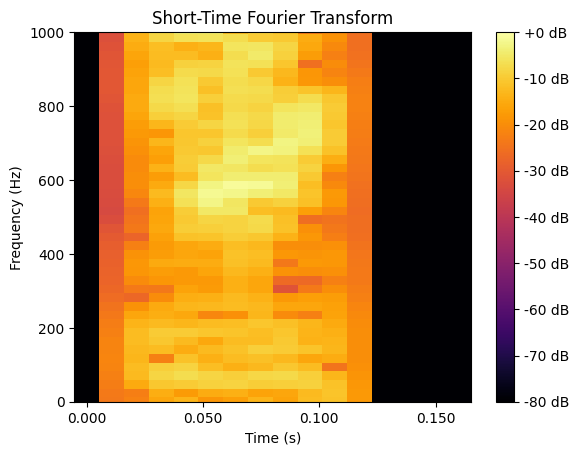 Short-Time Fourier Transform
1000
800
600
400
200
0
Frequency (Hz)
0.000
0.050
0.100
0.150
Time (s)
+0 dB
-10 dB
-20 dB
-30 dB
-40 dB
-50 dB
-60 dB
-70 dB
-80 dB